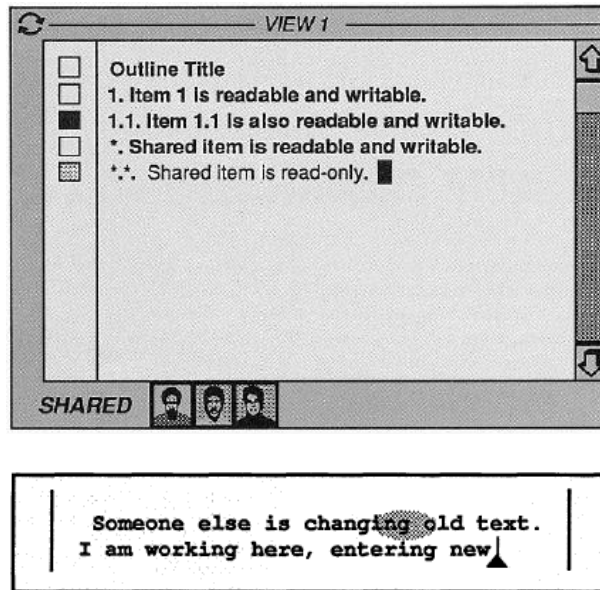 VIEW 1
Outline Title
1. Item 1 is readable and writable.
1.1. Item 1.1 is also readable and writable.
*. Shared item is readable and writable.
*.*. Shared item is read-only.
SHARED
Someone else is changing old text.
I am working here, entering new